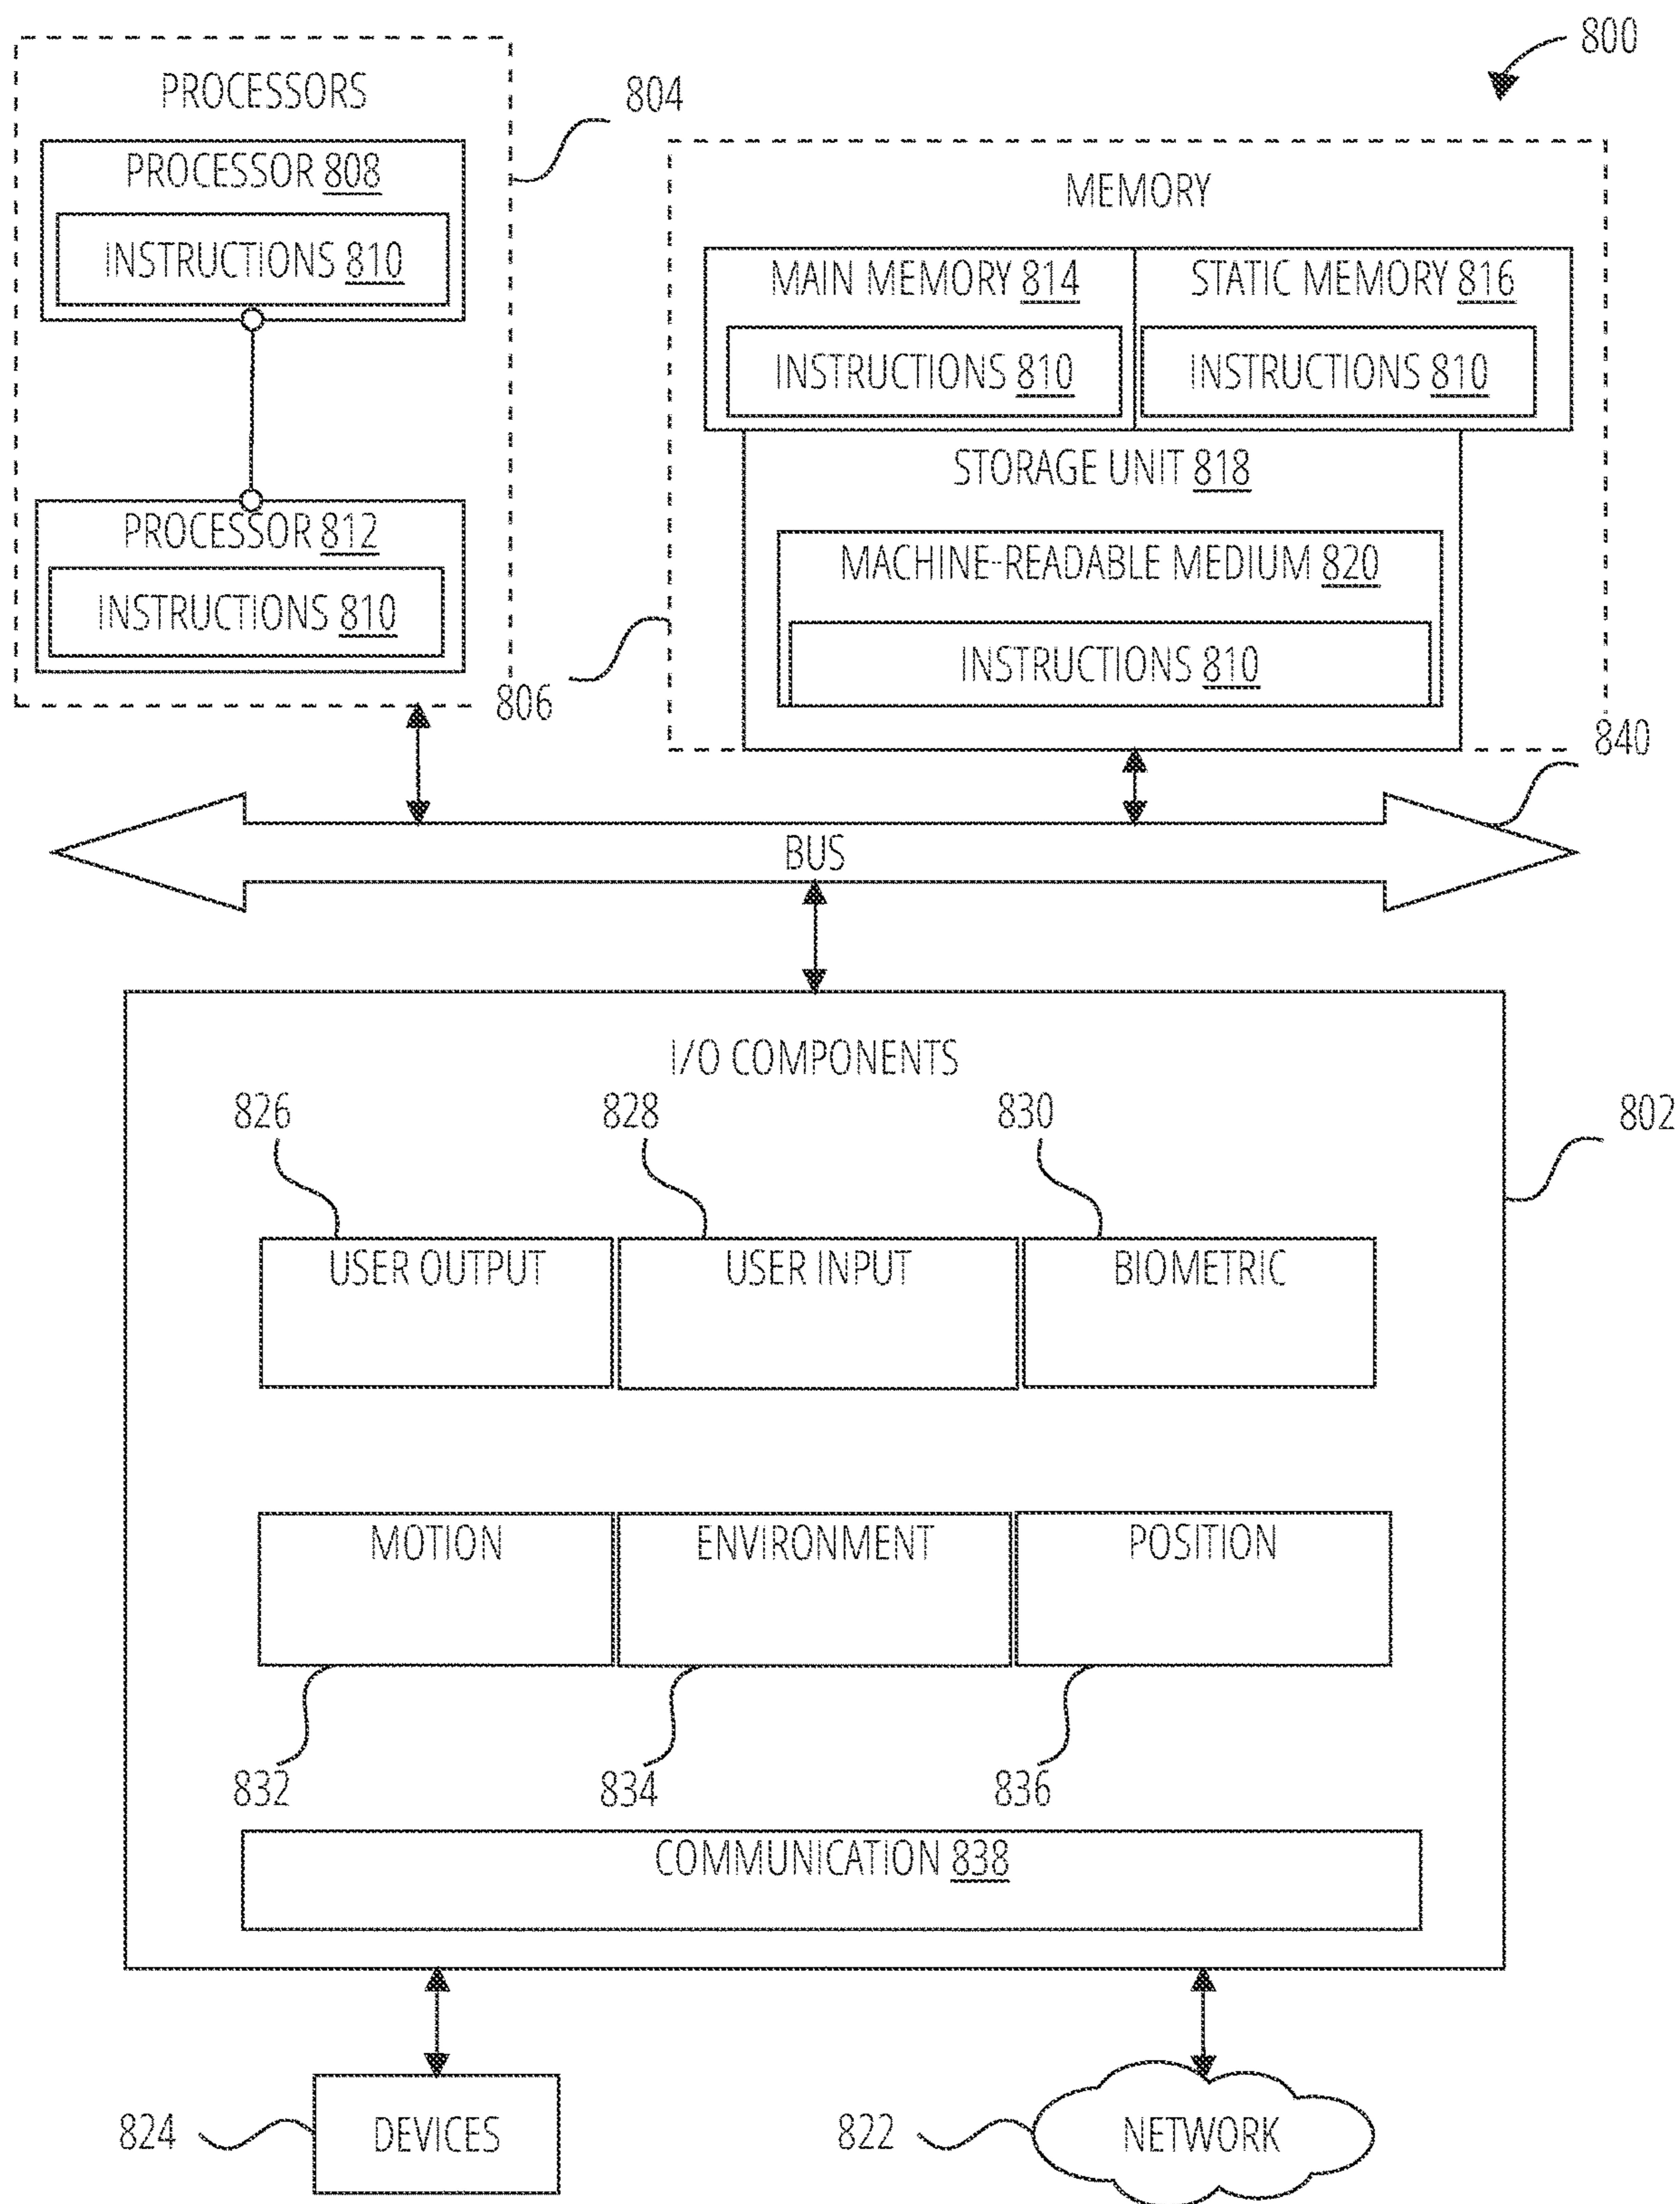 800
PROCESSORS
804
PROCESSOR 808
INSTRUCTIONS 810
PROCESSOR 812
INSTRUCTIONS 810
MEMORY
MAIN MEMORY 814
INSTRUCTIONS 810
STATIC MEMORY 816
INSTRUCTIONS 810
STORAGE UNIT 818
MACHINE-READABLE MEDIUM 820
INSTRUCTIONS 810
806
840
BUS
I/O COMPONENTS
802
826
828
830
USER OUTPUT
USER INPUT
BIOMETRIC
MOTION
ENVIRONMENT
POSITION
832
834
836
COMMUNICATION 838
824
DEVICES
822
NETWORK